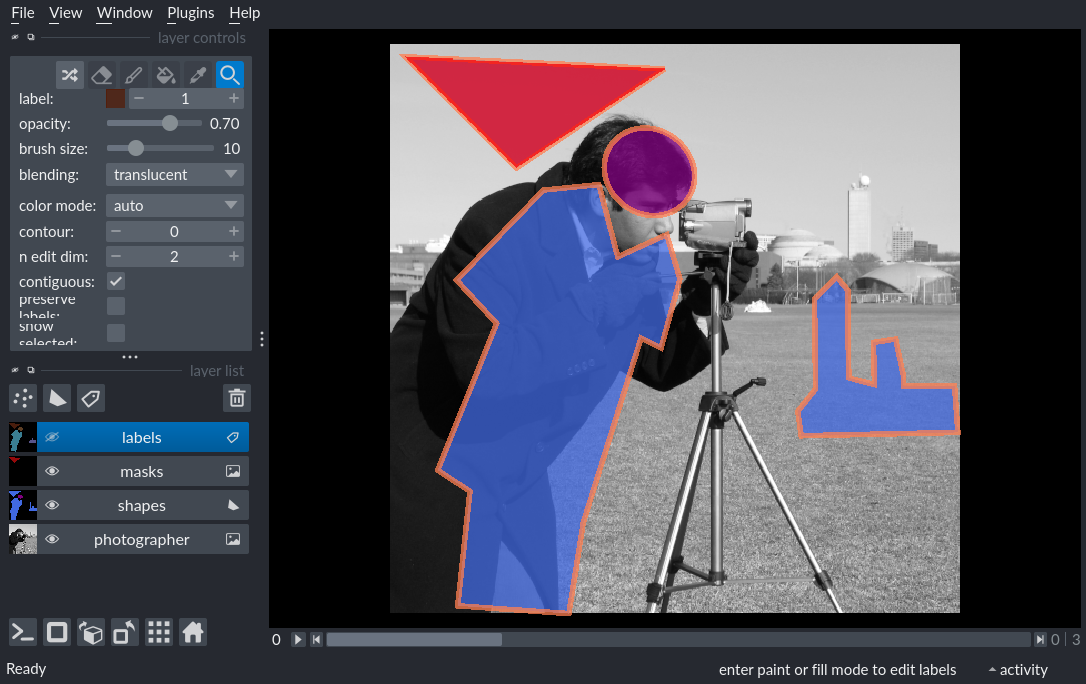 File View Window Plugins Help
layer controls
label: 1
opacity: 0.70
brush size: 10
blending: translucent
color mode: auto
contour: 0
n edit dim: 2
contiguous:
preserve
labels:
show
selected:
layer list
labels
masks
shapes
photographer
0 0 3
Ready enter paint or fill mode to edit labels activity